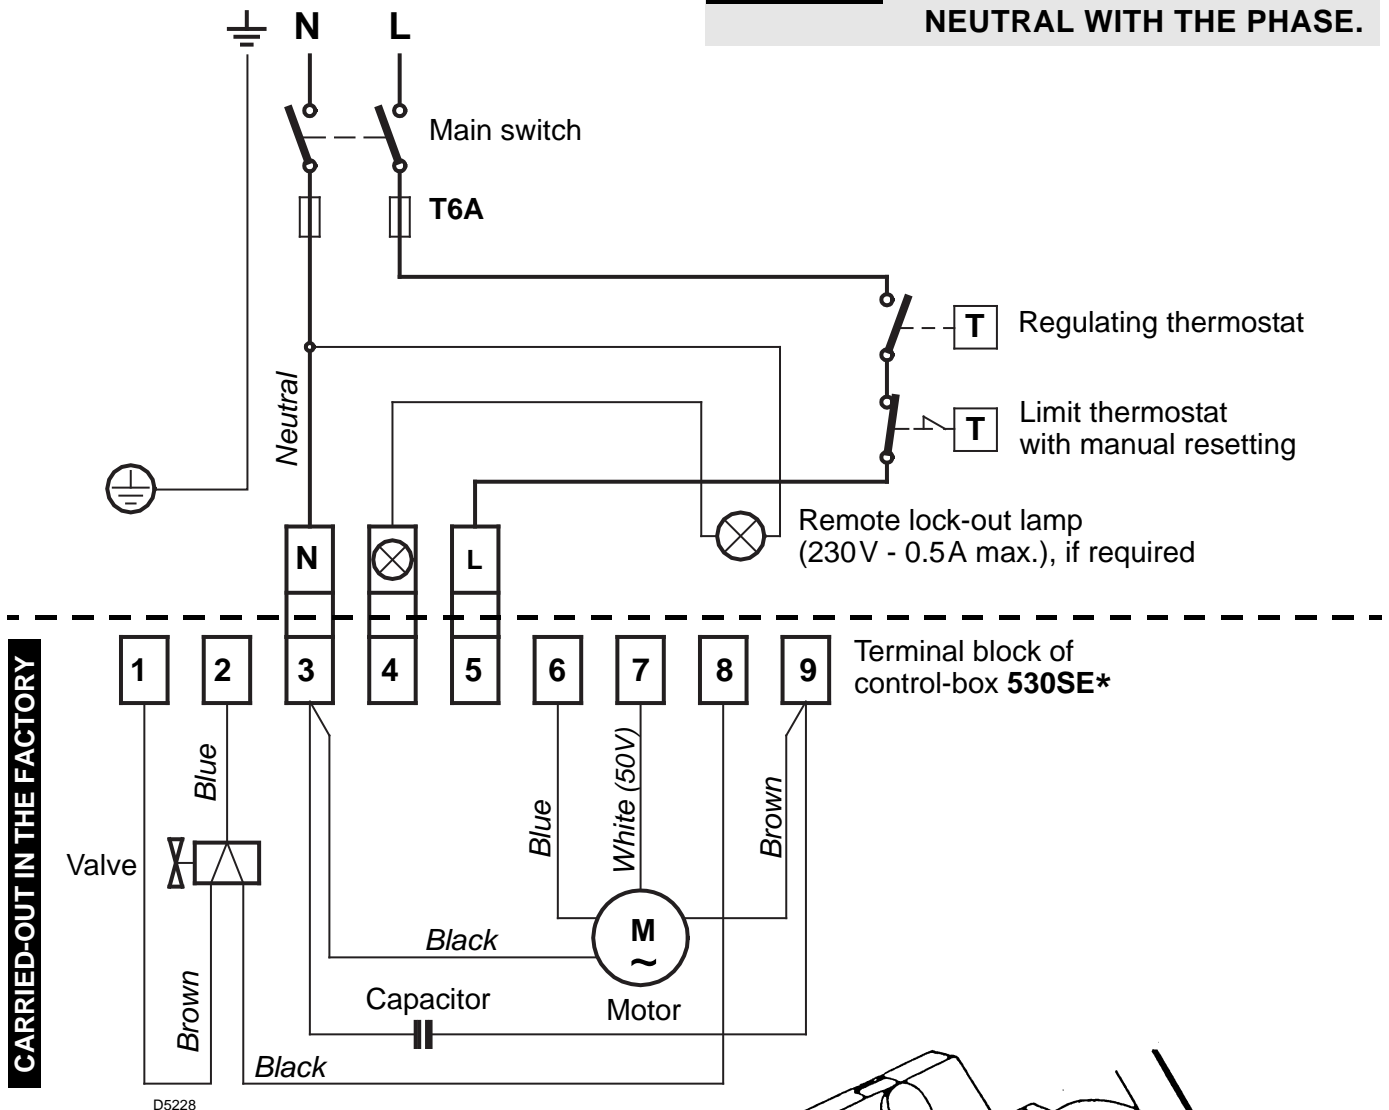 NEUTRAL WITH THE PHASE.
N L
Main switch
T6A
T Regulating thermostat
Neutral
T Limit thermostat
with manual resetting
Remote lock-out lamp
(230V - 0.5A max.), if required
N L
1 2 3 4 5 6 7 8 9
Terminal block of
control-box 530SE*
CARRIED-OUT IN THE FACTORY
Blue
Valve
Brown
Black
Blue
White (50V)
Brown
Black
M
~
Motor
Capacitor
D5228